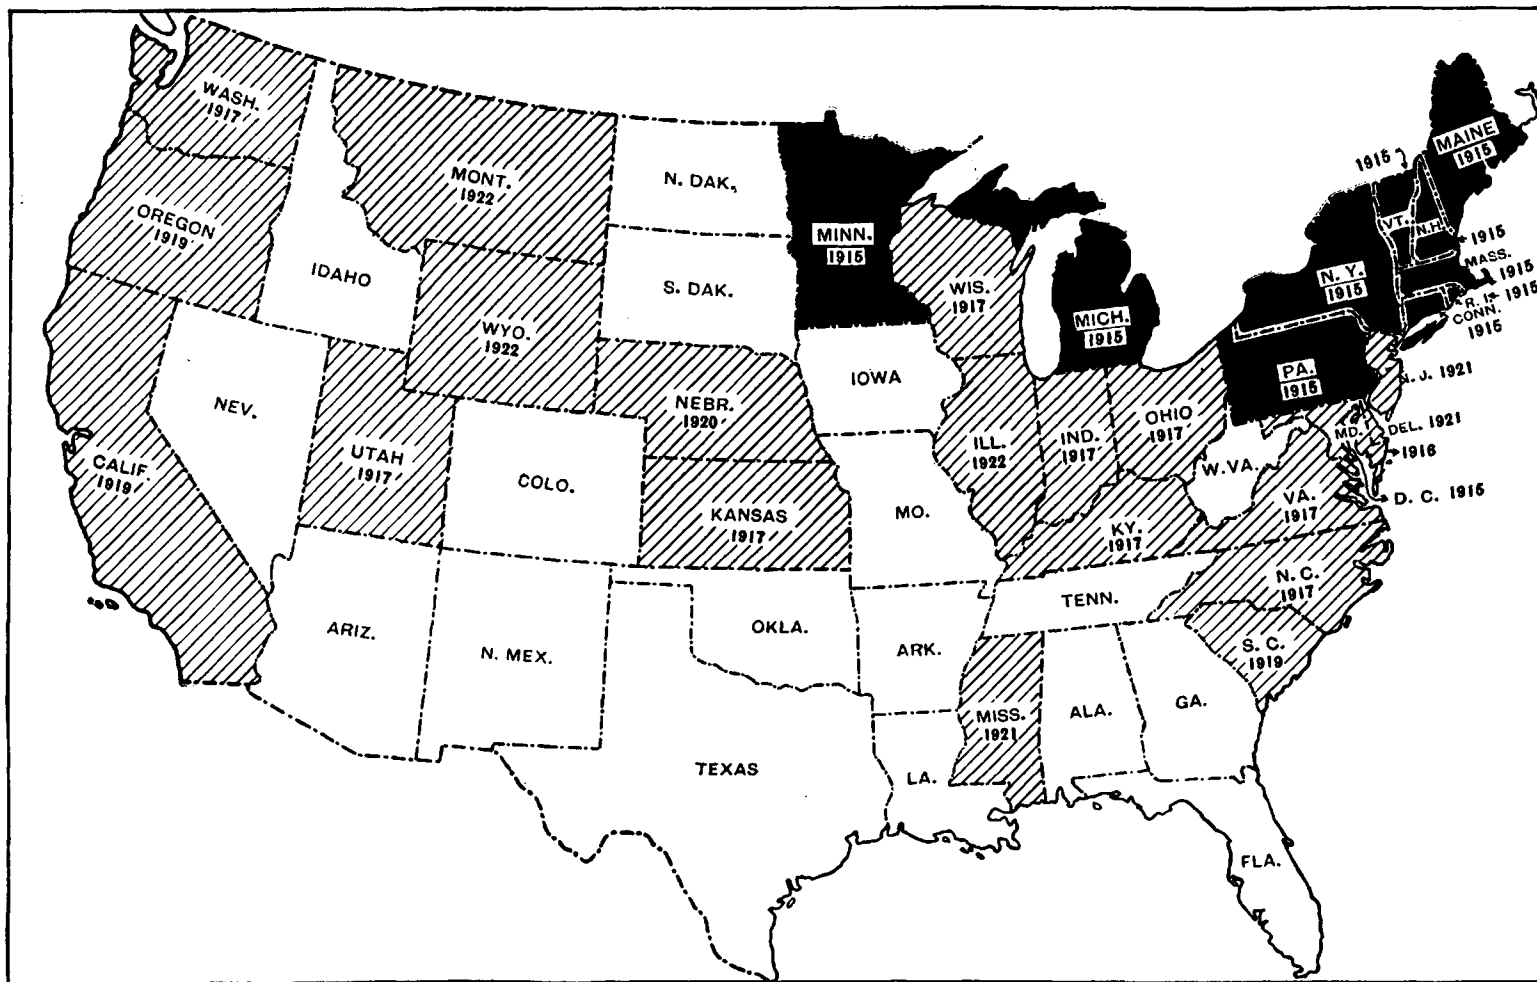 WASH.
1917
OREGON
1919
CALIF.
1919
IDAHO
NEV.
UTAH
1917
ARIZ.
MONT.
1922
WYO.
1922
COLO.
N. MEX.
N. DAK.
S. DAK.
NEBR.
1920
KANSAS
1917
OKLA.
TEXAS
MINN.
1915
IOWA
MO.
ARK.
LA.
WIS.
1917
ILL.
1922
MICH.
1915
IND.
1917
OHIO
1917
KY.
1917
TENN.
MISS.
1921
ALA.
GA.
FLA.
S. C.
1919
N. C.
1917
VA.
1917
W. VA.
MD.
1916
D. C. 1915
DEL. 1921
N. J. 1921
PA.
1915
N. Y.
1915
1915
VT.
N.H.
1915
MAINE
1915
MASS.
1915
R. I. 1915
CONN.
1915